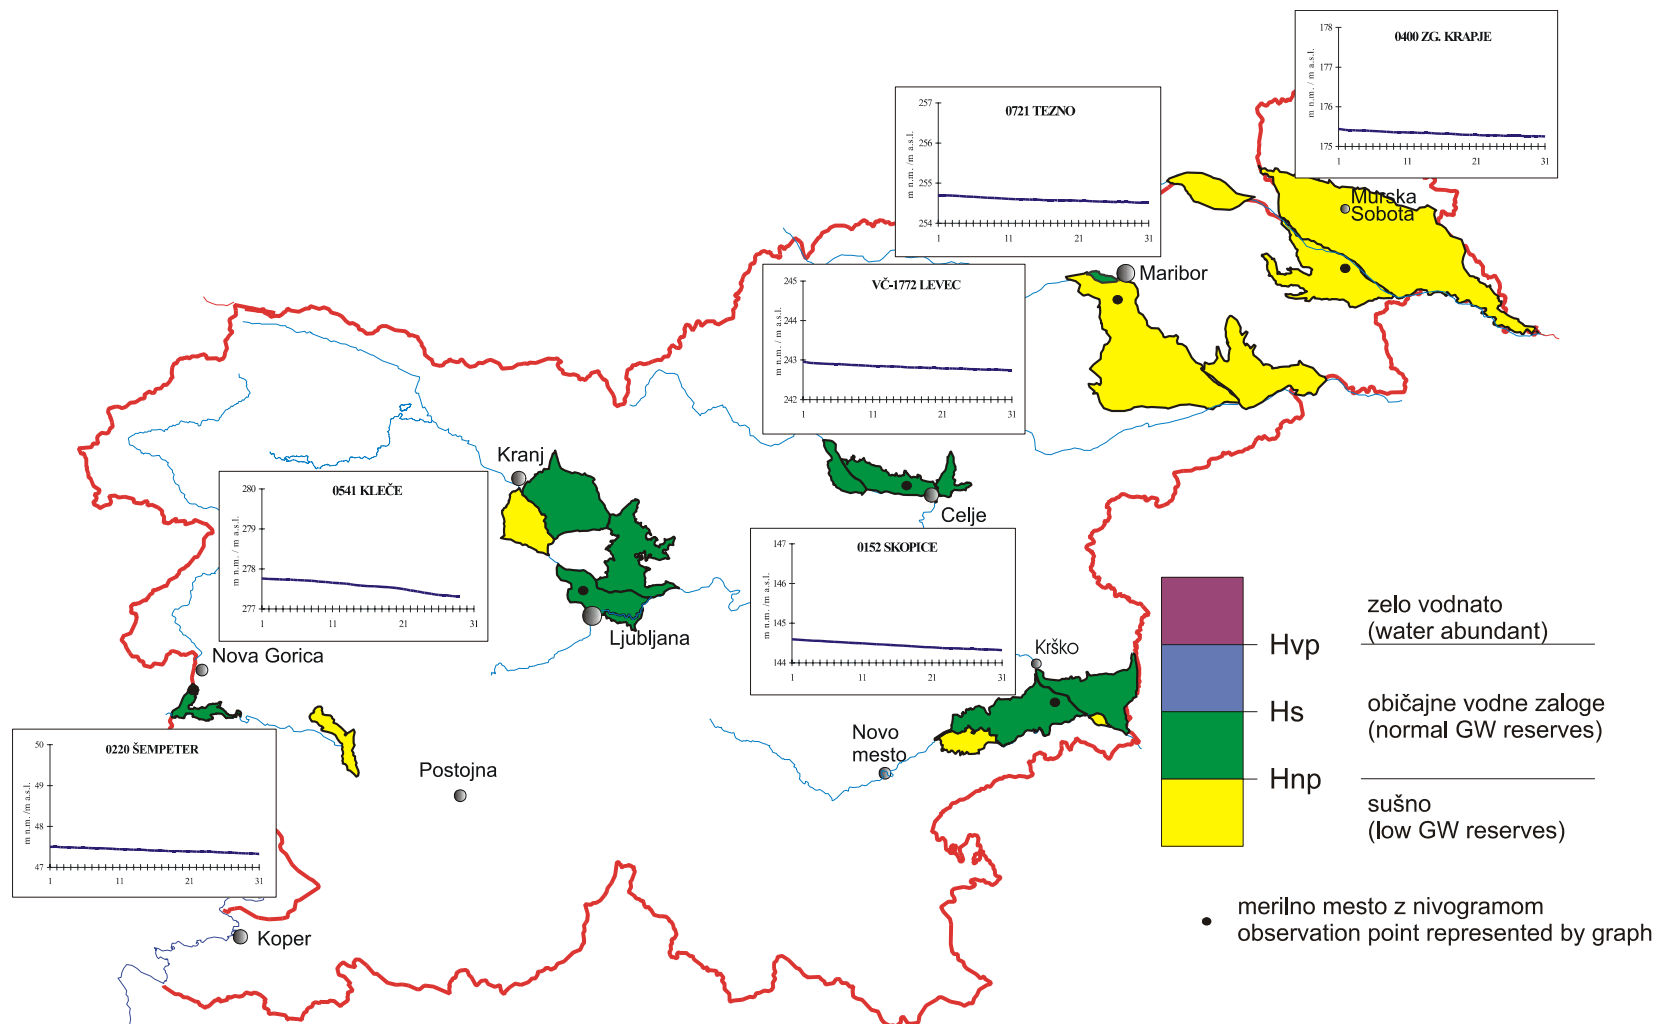 0400 ZG. KRAPJE
m n.m. / m a.s.l.
178
177
176
175
1
11
21
31
0721 TEZNO
m n.m. /m a.s.l.
257
256
255
254
1
11
21
31
Murska
Sobota
Maribor
VČ-1772 LEVEC
m n.m. / m a.s.l.
245
244
243
242
1
11
21
31
Kranj
Celje
0541 KLEČE
m n.m. / m a.s.l.
280
279
278
277
1
11
21
31
Ljubljana
0152 SKOPICE
m n.m. /m a.s.l.
147
146
145
144
1
11
21
31
Nova Gorica
Krško
Novo
mesto
Postojna
0220 ŠEMPETER
m n.m. /m a.s.l.
50
49
48
47
1
11
21
31
Koper
zelo vodnato
(water abundant)
Hvp
običajne vodne zaloge
(normal GW reserves)
Hs
Hnp
sušno
(low GW reserves)
merilno mesto z nivogramom
observation point represented by graph